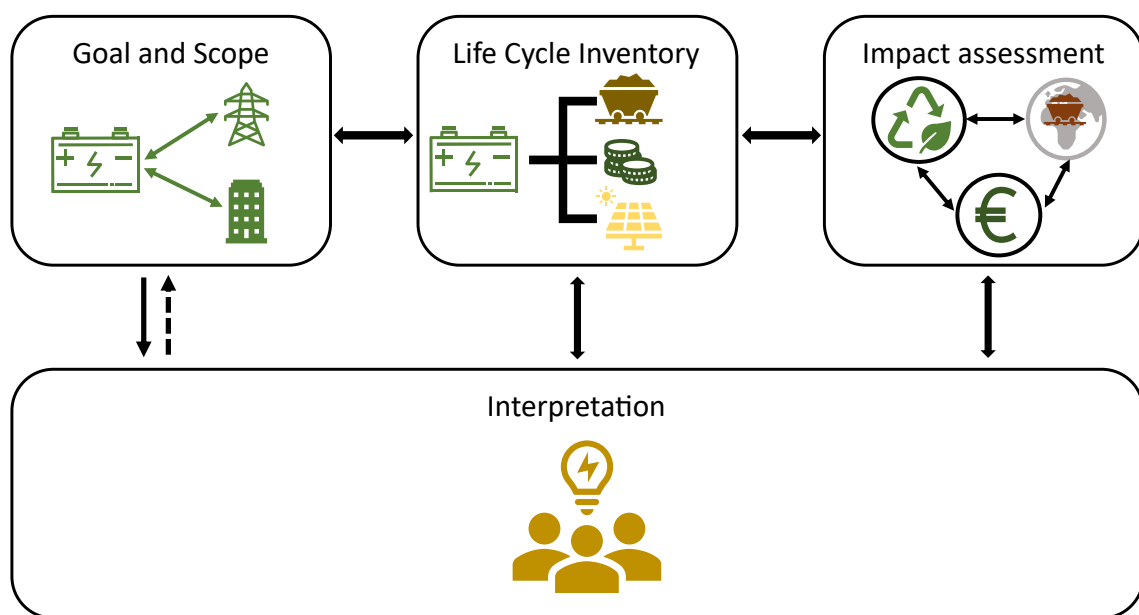 Goal and Scope
Life Cycle Inventory
Impact assessment
€
Interpretation